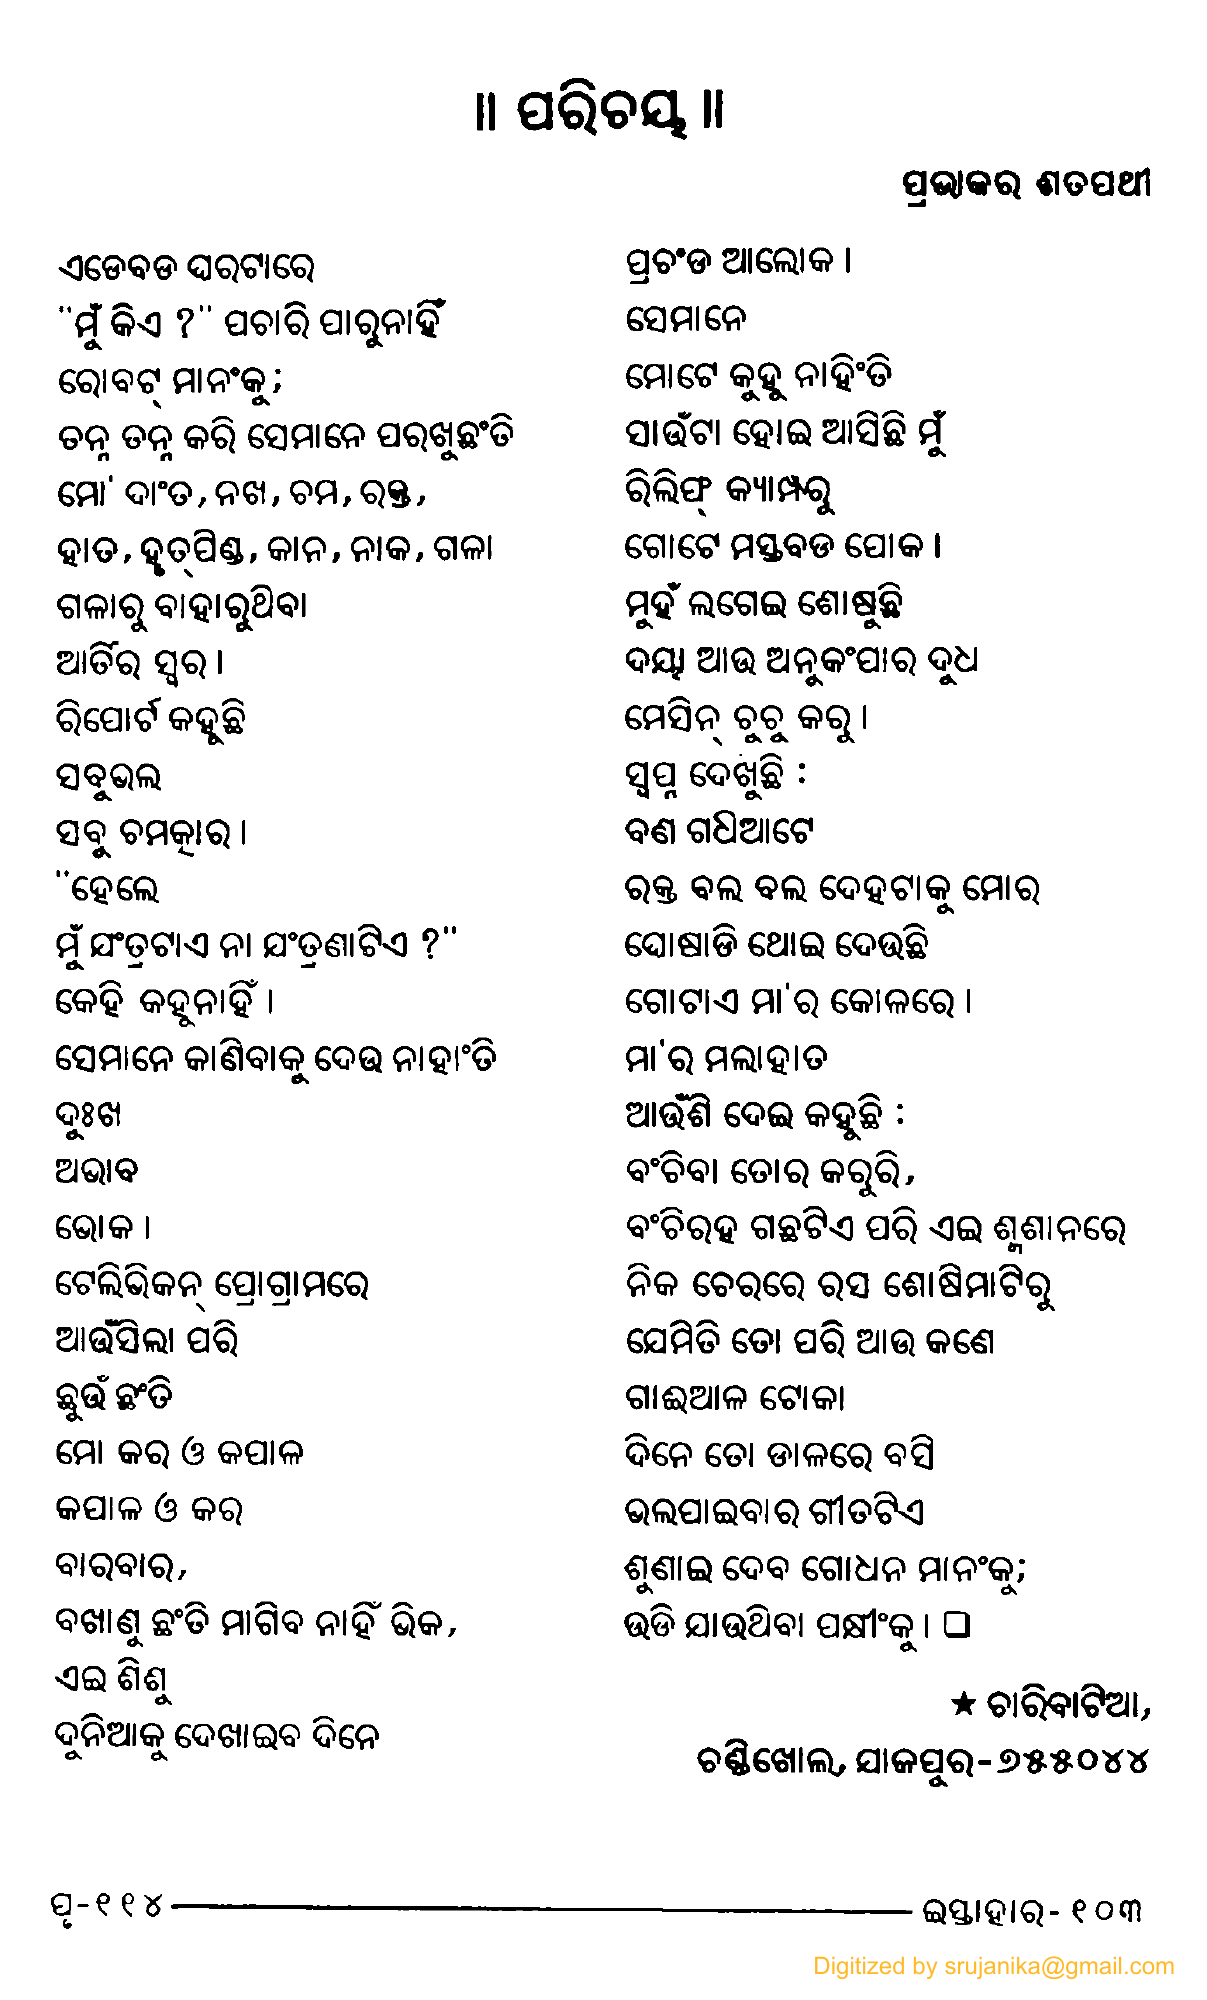 ॥ ପରିଚୟ ॥
ପ୍ରଭାକର ଶତପଥୀ
ଏଡେବଡ ଘରଟାରେ
"ମୁଁ କିଏ ?" ପଚାରି ପାରୁନାହିଁ
ରୋବଟ୍ ମାନଂକୁ;
ତନ୍ନ ତନ୍ନ କରି ସେମାନେ ପରଖୁଛଂତି
ମୋ' ଦାଂତ, ନଖ, ଚମ, ରକ୍ତ,
ହାତ, ହୃତ୍‌ପିଣ୍ଡ, କାନ, ନାକ, ଗଳା
ଗଳାରୁ ବାହାରୁଥିବା
ଆର୍ତିର ସ୍ୱର ।
ରିପୋର୍ଟ କହୁଛି
ସବୁଭଲ
ସବୁ ଚମତ୍କାର ।
"ହେଲେ
ମୁଁ ଯଂତ୍ରଟାଏ ନା ଯଂତ୍ରଣାଟିଏ ?"
କେହି କହୁନାହିଁ ।
ସେମାନେ କାଣିବାକୁ ଦେଉ ନାହାଂତି
ଦୁଃଖ
ଅଭାବ
ଭୋକ ।
ଟେଲିଭିଜନ୍ ପ୍ରୋଗ୍ରାମରେ
ଆଉଁସିଲା ପରି
ଛୁଉଁ ଛଂତି
ମୋ କର ଓ କପାଳ
କପାଳ ଓ କର
ବାରବାର,
ବଖାଣୁ ଛଂତି ମାଗିବ ନାହିଁ ଭିକ,
ଏଇ ଶିଶୁ
ଦୁନିଆକୁ ଦେଖାଇବ ଦିନେ
ପ୍ରଚଂଡ ଆଲୋକ ।
ସେମାନେ
ମୋଟେ କୁହୁ ନାହିଂତି
ସାଉଁଟା ହୋଇ ଆସିଛି ମୁଁ
ରିଲିଫ୍ କ୍ୟାମ୍ପରୁ
ଗୋଟେ ମସ୍ତବଡ ପୋକ ।
ମୁହଁ ଲଗେଇ ଶୋଷୁଛି
ଦୟା ଆଉ ଅନୁକଂପାର ଦୁଧ
ମେସିନ୍ ଚୁଚୁ କରୁ ।
ସ୍ୱପ୍ନ ଦେଖୁଛି :
ବଣ ଗଧିଆଟେ
ରକ୍ତ ଵଲ ଵଲ ଦେହଟାକୁ ମୋର
ଘୋଷାଡି ଥୋଇ ଦେଉଛି
ଗୋଟାଏ ମା'ର କୋଳରେ ।
ମା'ର ମଲାହାତ
ଆଉଁଶି ଦେଇ କହୁଛି :
ବଂଚିବା ତୋର କରୁରି,
ବଂଚିରହ ଗଛଟିଏ ପରି ଏଇ ଶ୍ମଶାନରେ
ନିଜ ଚେରରେ ରସ ଶୋଷିମାଟିରୁ
ଯେମିତି ତୋ ପରି ଆଉ ଜଣେ
ଗାଈଆଳ ଟୋକା
ଦିନେ ତୋ ଡାଳରେ ବସି
ଭଲପାଇବାର ଗୀତଟିଏ
ଶୁଣାଇ ଦେବ ଗୋଧନ ମାନଂକୁ;
ଉଡି ଯାଉଥିବା ପକ୍ଷୀଂକୁ । ❏
★ ଚାରିବାଟିଆ,
ଚଣ୍ଡିଖୋଲ, ଯାଜପୁର-୭୫୫୦୪୪
ପୃ-୧୧୪
ଇସ୍ତାହାର- ୧୦୩
Digitized by srujanika@gmail.com